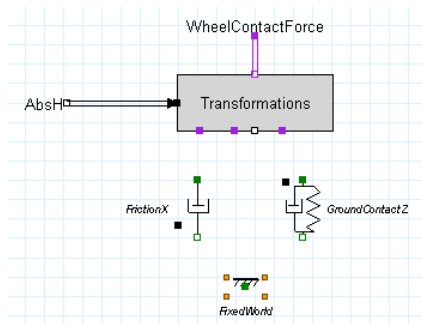 WheelContactForce
AbsH
Transformations
FrictionX
GroundContactZ
FixedWorld